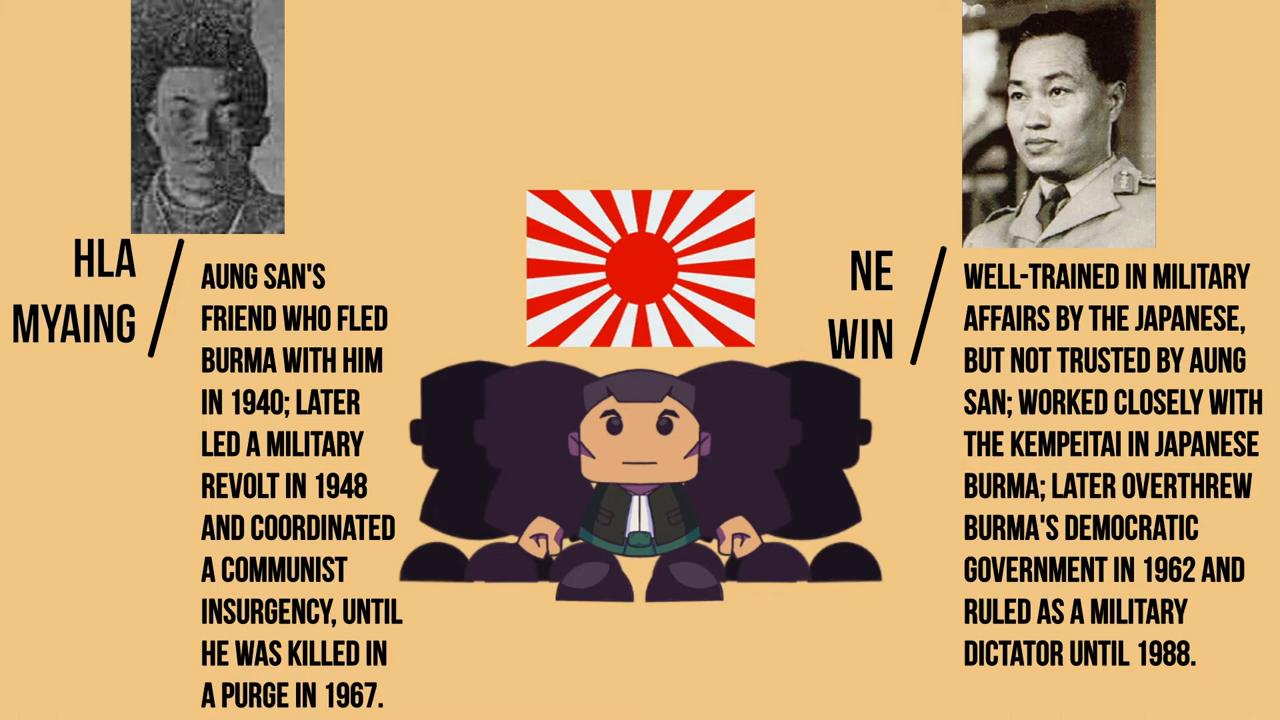 HLA
MYAING
AUNG SAN'S
FRIEND WHO FLED
BURMA WITH HIM
IN 1940; LATER
LED A MILITARY
REVOLT IN 1948
AND COORDINATED
A COMMUNIST
INSURGENCY, UNTIL
HE WAS KILLED IN
A PURGE IN 1967.
NE
WIN
WELL-TRAINED IN MILITARY
AFFAIRS BY THE JAPANESE,
BUT NOT TRUSTED BY AUNG
SAN; WORKED CLOSELY WITH
THE KEMPEITAI IN JAPANESE
BURMA; LATER OVERTHREW
BURMA'S DEMOCRATIC
GOVERNMENT IN 1962 AND
RULED AS A MILITARY
DICTATOR UNTIL 1988.